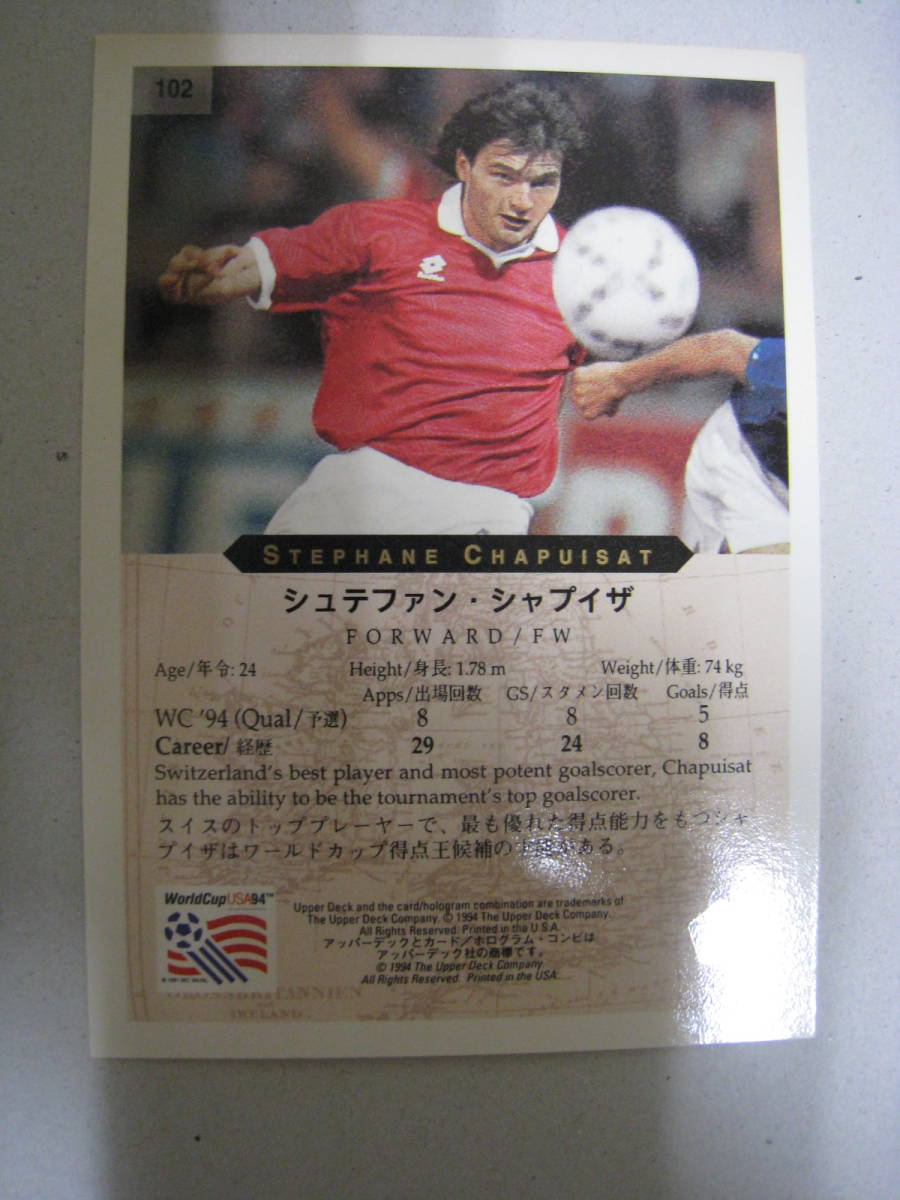 102
STEPHANE CHAPUISAT
シュテファン・シャプイザ
FORWARD/FW
Age/年令: 24 Height/身長: 1.78 m Weight/体重: 74 kg
Apps/出場回数 GS/スタメン回数 Goals/得点
WC '94 (Qual/予選) 8 8 5
Career/経歴 29 24 8
Switzerland's best player and most potent goalscorer, Chapuisat
has the ability to be the tournament's top goalscorer.
スイスのトッププレーヤーで、最も優れた得点能力をもつシャ
プイザはワールドカップ得点王候補の がある。
WorldCupUSA94™
Upper Deck and the card/hologram combination are trademarks of
The Upper Deck Company. © 1994 The Upper Deck Company.
All Rights Reserved. Printed in the U.S.A.
アッパーデックとカード/ホログラム・コンビは
アッパーデック社の商標です。
© 1994 The Upper Deck Company
All Rights Reserved. Printed in the USA.
IRELAND